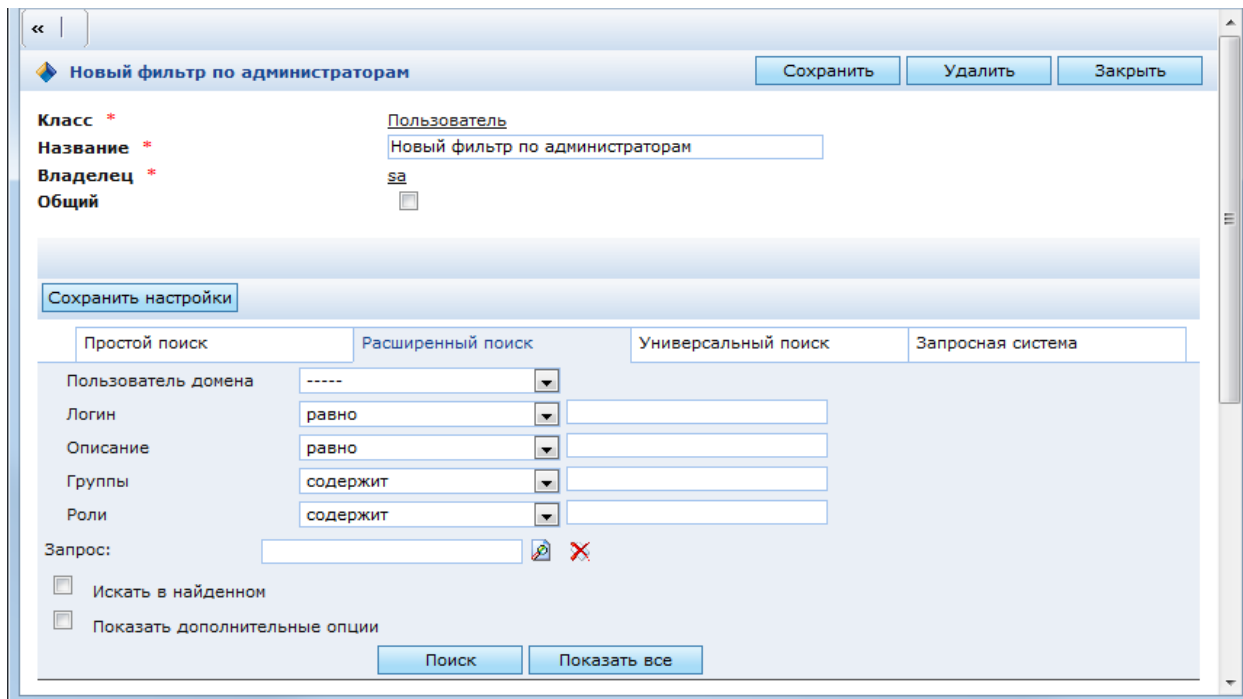 «
Новый фильтр по администраторам Сохранить Удалить Закрыть
Класс * Пользователь
Название * Новый фильтр по администраторам
Владелец * sa
Общий
Сохранить настройки
Простой поиск Расширенный поиск Универсальный поиск Запросная система
Пользователь домена -----
Логин равно
Описание равно
Группы содержит
Роли содержит
Запрос:
Искать в найденном
Показать дополнительные опции
Поиск Показать все